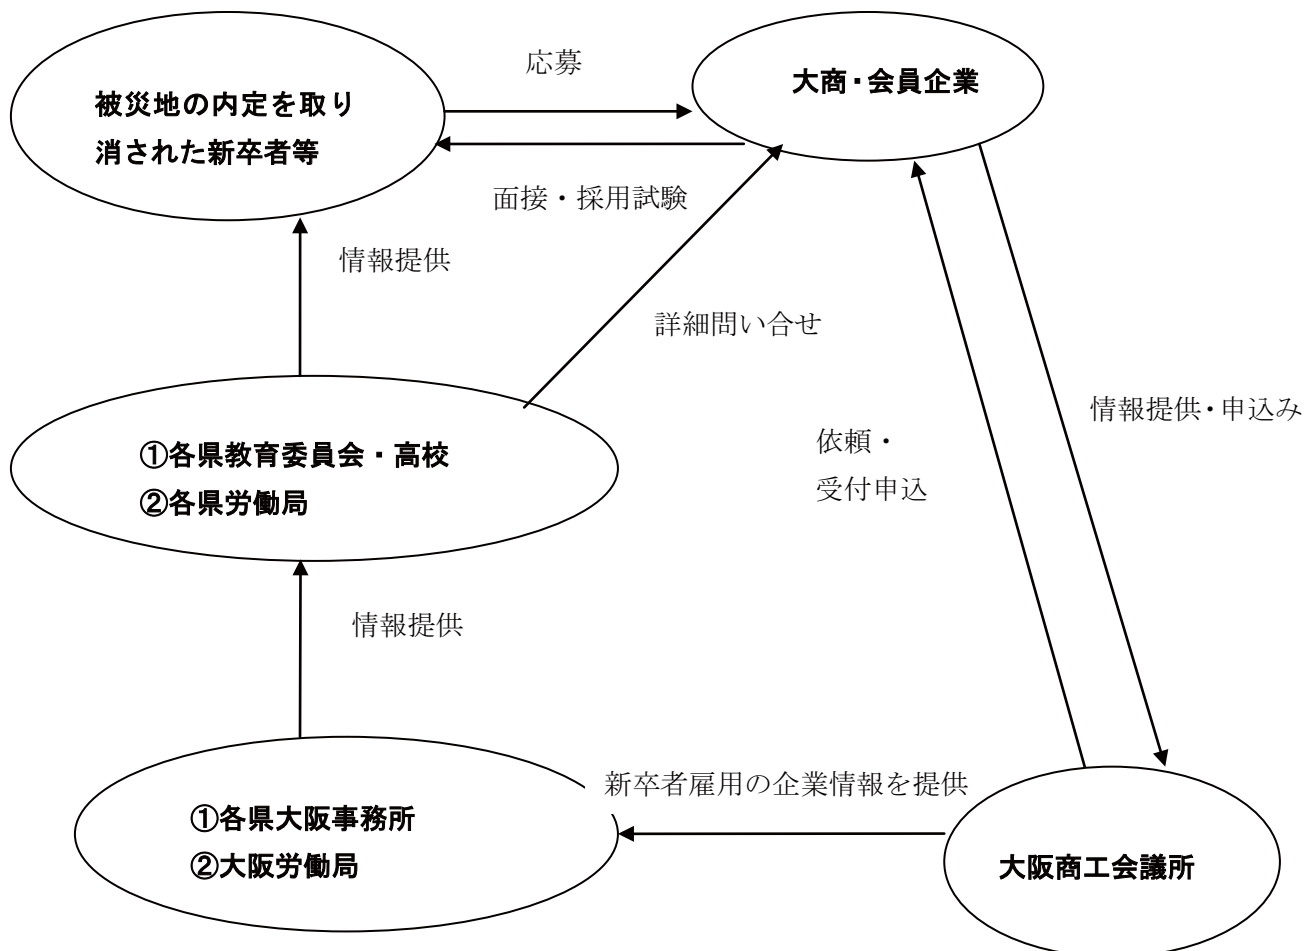 応募
大商・会員企業
被災地の内定を取り
消された新卒者等
面接・採用試験
情報提供
詳細問い合せ
情報提供・申込み
依頼・
受付申込
①各県教育委員会・高校
②各県労働局
情報提供
新卒者雇用の企業情報を提供
①各県大阪事務所
②大阪労働局
大阪商工会議所